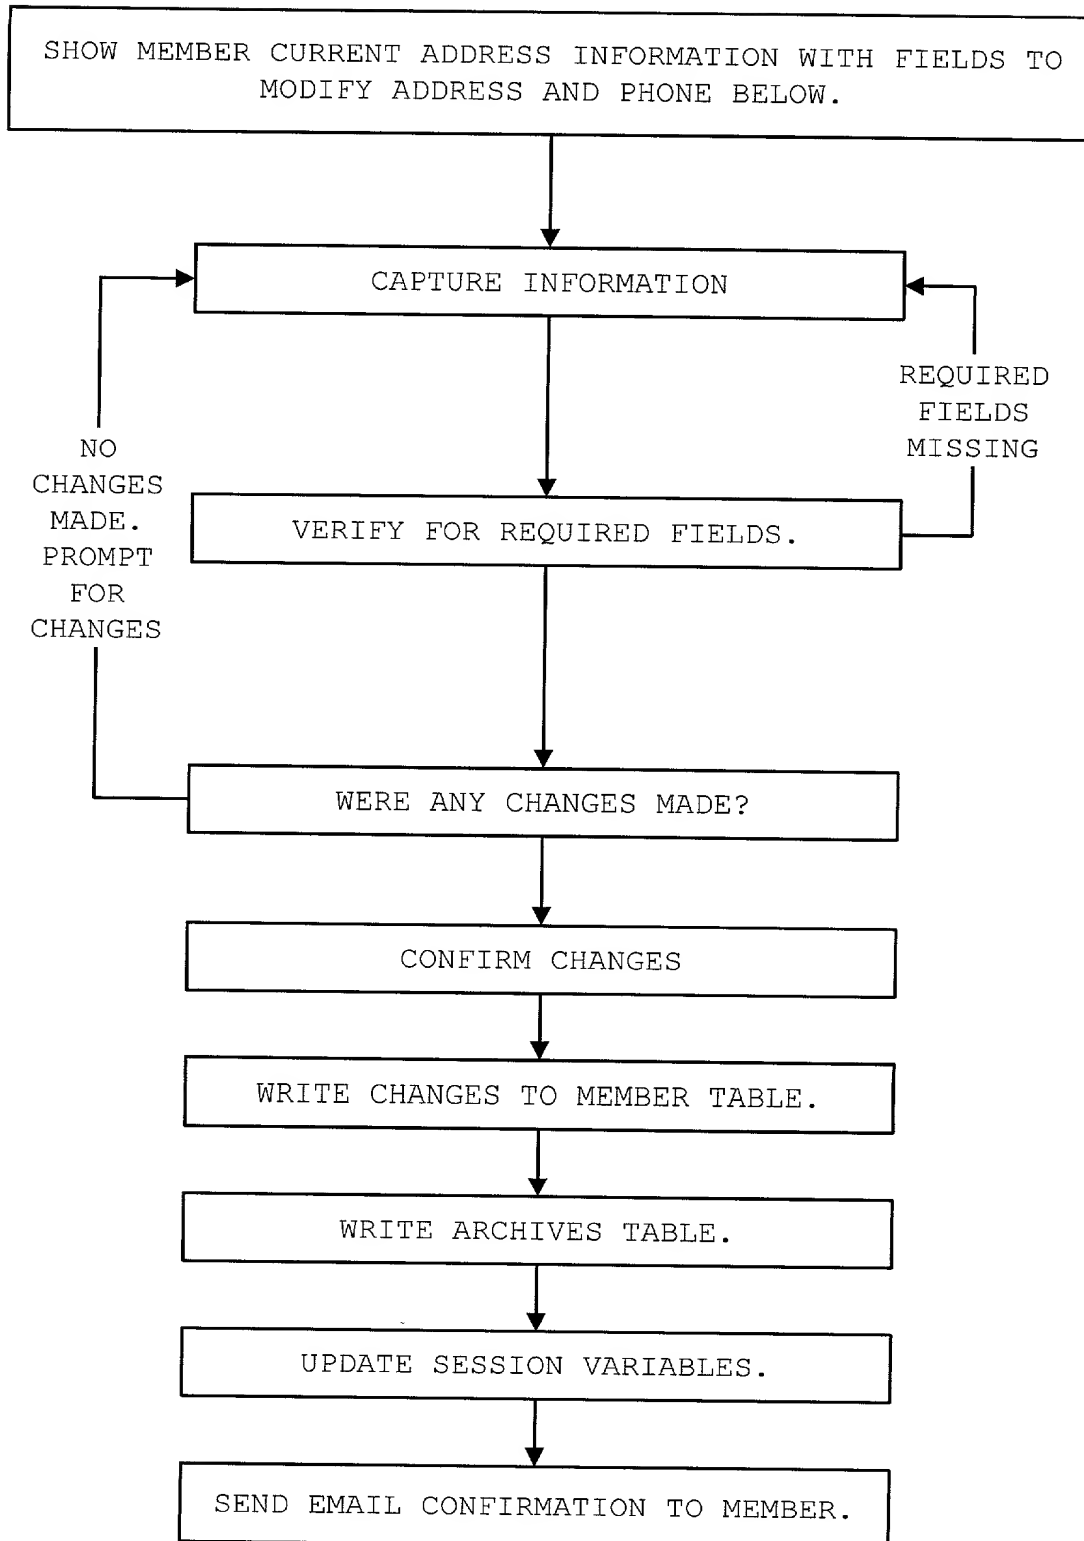 SHOW MEMBER CURRENT ADDRESS INFORMATION WITH FIELDS TO
MODIFY ADDRESS AND PHONE BELOW.
CAPTURE INFORMATION
REQUIRED
FIELDS
MISSING
NO
CHANGES
MADE.
PROMPT
FOR
CHANGES
VERIFY FOR REQUIRED FIELDS.
WERE ANY CHANGES MADE?
CONFIRM CHANGES
WRITE CHANGES TO MEMBER TABLE.
WRITE ARCHIVES TABLE.
UPDATE SESSION VARIABLES.
SEND EMAIL CONFIRMATION TO MEMBER.